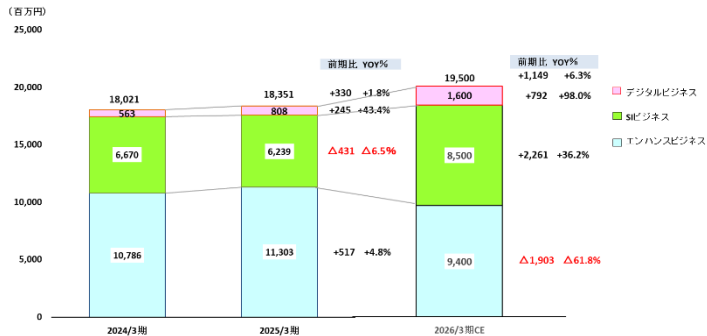 (百万円)
25,000
20,000
15,000
10,000
5,000
0
18,021
563
6,670
10,786
2024/3期
18,351
808
6,239
11,303
2025/3期
前期比 YOY%
+330 +1.8%
+245 +43.4%
△431 △6.5%
+517 +4.8%
19,500
1,600
8,500
9,400
2026/3期CE
前期比 YOY%
+1,149 +6.3%
+792 +98.0%
+2,261 +36.2%
△1,903 △61.8%
デジタルビジネス
SIビジネス
エンハンスビジネス